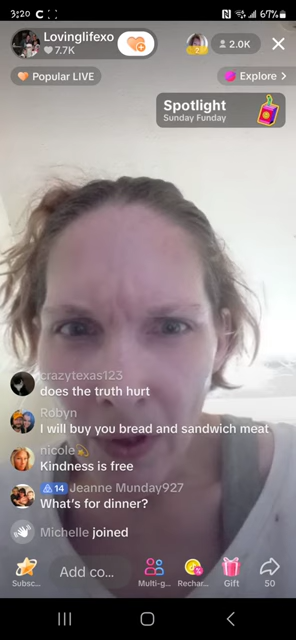 3:20
67%
Lovinglifexo
7.7K
2.0K
Popular LIVE
Explore >
Spotlight
Sunday Funday
crazytexas123
does the truth hurt
Robyn
I will buy you bread and sandwich meat
nicole
Kindness is free
14 Jeanne Munday927
What's for dinner?
Michelle joined
Subsc...
Add co...
Multi-g...
Rechar...
Gift
50